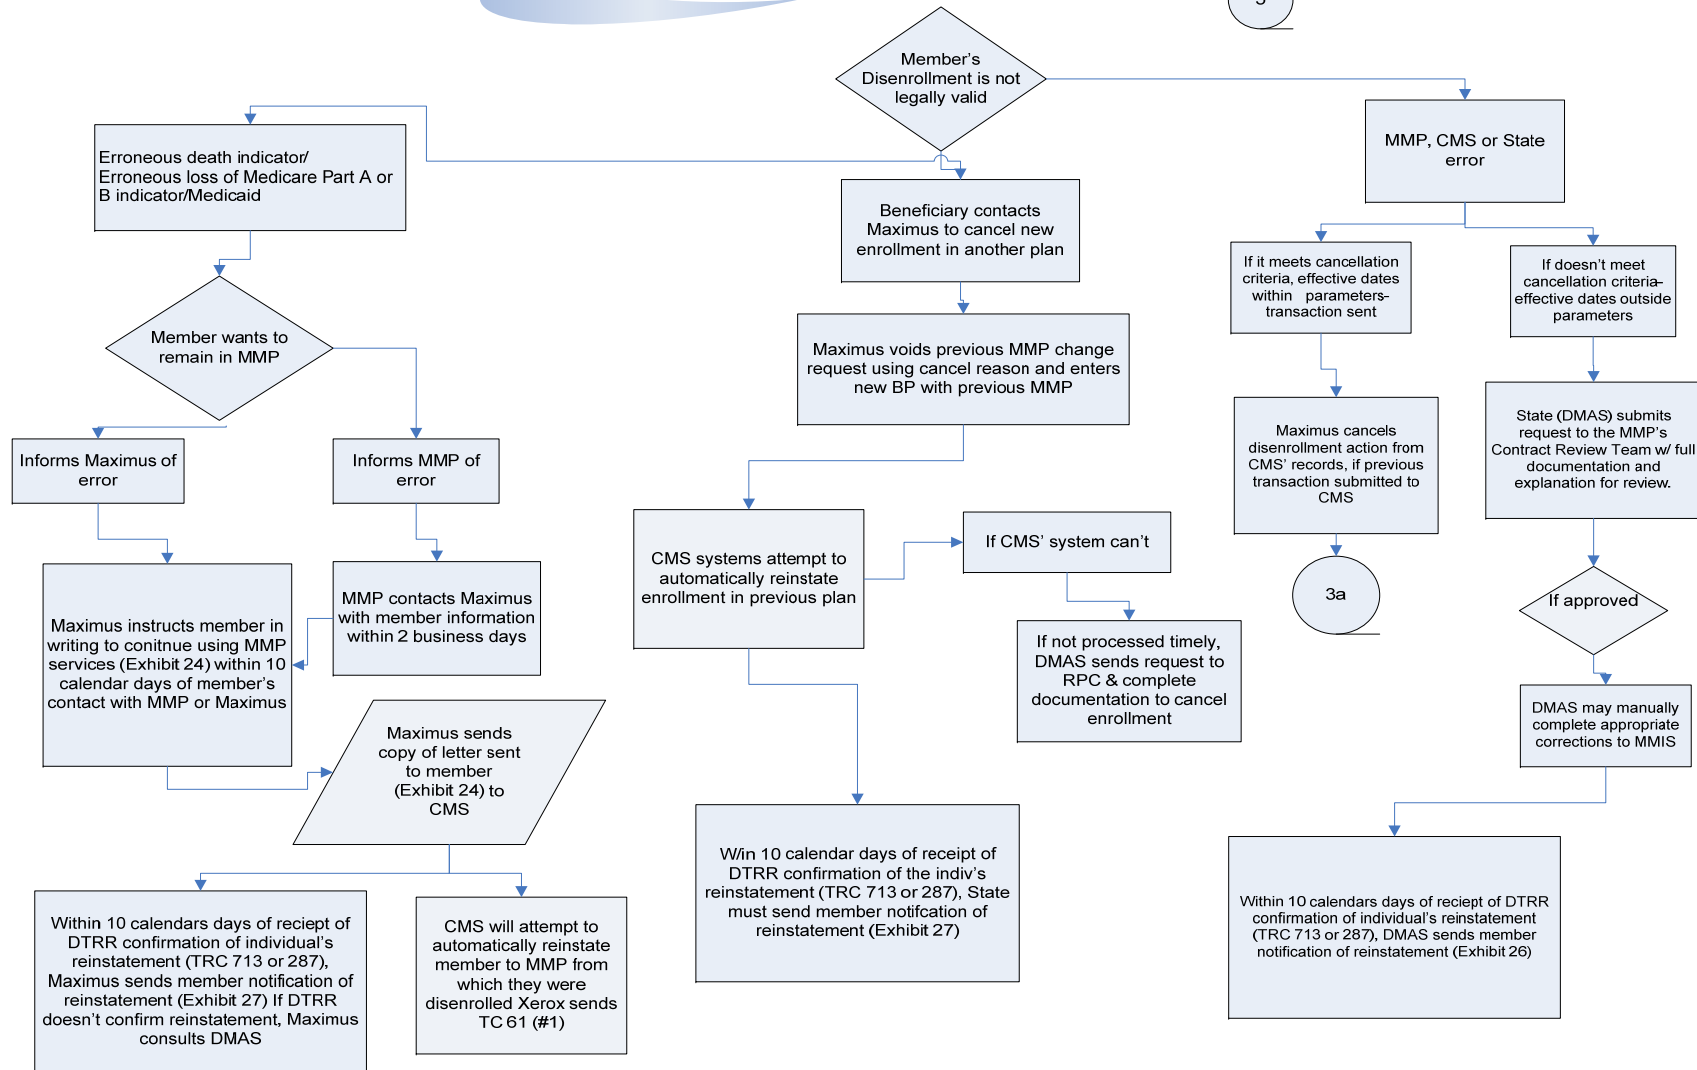 Member's
Disenrollment is not
legally valid
Erroneous death indicator/
Erroneous loss of Medicare Part A or
B indicator/Medicaid
MMP, CMS or State
error
Beneficiary contacts
Maximus to cancel new
enrollment in another plan
If it meets cancellation
criteria, effective dates
within parameters-
transaction sent
If doesn't meet
cancellation criteria-
effective dates outside
parameters
Member wants to
remain in MMP
Maximus voids previous MMP change
request using cancel reason and enters
new BP with previous MMP
Maximus cancels
disenrollment action from
CMS' records, if previous
transaction submitted to
CMS
State (DMAS) submits
request to the MMP's
Contract Review Team w/ full
documentation and
explanation for review.
Informs Maximus of
error
Informs MMP of
error
CMS systems attempt to
automatically reinstate
enrollment in previous plan
If CMS' system can't
3a
If approved
Maximus instructs member in
writing to conitnue using MMP
services (Exhibit 24) within 10
calendar days of member's
contact with MMP or Maximus
MMP contacts Maximus
with member information
within 2 business days
If not processed timely,
DMAS sends request to
RPC & complete
documentation to cancel
enrollment
DMAS may manually
complete appropriate
corrections to MMIS
Maximus sends
copy of letter sent
to member
(Exhibit 24) to
CMS
W/in 10 calendar days of receipt of
DTRR confirmation of the indiv's
reinstatement (TRC 713 or 287), State
must send member notifcation of
reinstatement (Exhibit 27)
Within 10 calendars days of reciept of DTRR
confirmation of individual's reinstatement
(TRC 713 or 287), DMAS sends member
notification of reinstatement (Exhibit 26)
Within 10 calendars days of reciept of
DTRR confirmation of individual's
reinstatement (TRC 713 or 287),
Maximus sends member notification of
reinstatement (Exhibit 27) If DTRR
doesn't confirm reinstatement, Maximus
consults DMAS
CMS will attempt to
automatically reinstate
member to MMP from
which they were
disenrolled Xerox sends
TC 61 (#1)